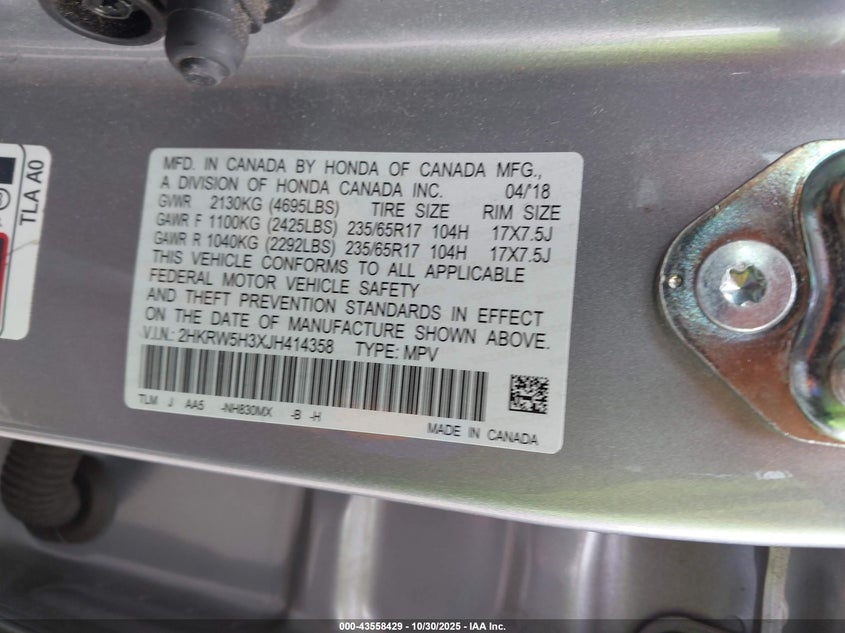 MFD. IN CANADA BY HONDA OF CANADA MFG.,
A DIVISION OF HONDA CANADA INC. 04/'18
GVWR 2130KG (4695LBS) TIRE SIZE RIM SIZE
GAWR F 1100KG (2425LBS) 235/65R17 104H 17X7.5J
GAWR R 1040KG (2292LBS) 235/65R17 104H 17X7.5J
THIS VEHICLE CONFORMS TO ALL APPLICABLE
FEDERAL MOTOR VEHICLE SAFETY
AND THEFT PREVENTION STANDARDS IN EFFECT
ON THE DATE OF MANUFACTURE SHOWN ABOVE.
V.I.N.: 2HKRW5H3XJH414358 TYPE: MPV
TLM J AA5 -NH830MX -B -H
MADE IN CANADA
TLA A0
000-43558429 - 10/30/2025 - IAA Inc.